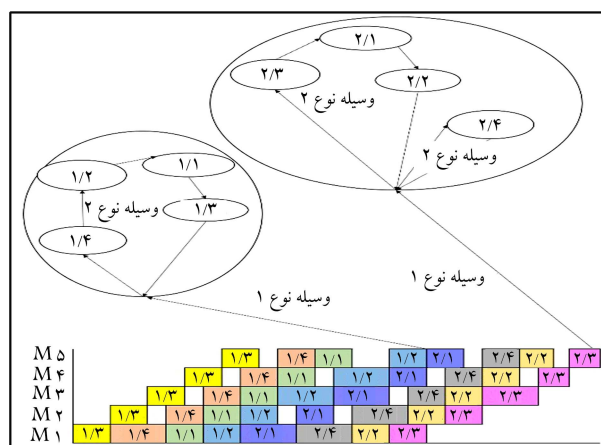 ۲/۱
۲/۳
۲/۲
وسیله نوع ۲
۲/۴
وسیله نوع ۲
۱/۱
۱/۲
وسیله نوع ۲
۱/۳
۱/۴
وسیله نوع ۱
وسیله نوع ۱
M ۵ ۱/۳ ۱/۴ ۱/۱ ۱/۲ ۲/۱ ۲/۴ ۲/۲ ۲/۳
M ۴ ۱/۳ ۱/۴ ۱/۱ ۱/۲ ۲/۱ ۲/۴ ۲/۲ ۲/۳
M ۳ ۱/۳ ۱/۴ ۱/۱ ۱/۲ ۲/۱ ۲/۴ ۲/۲ ۲/۳
M ۲ ۱/۳ ۱/۴ ۱/۱ ۱/۲ ۲/۱ ۲/۴ ۲/۲ ۲/۳
M ۱ ۱/۳ ۱/۴ ۱/۱ ۱/۲ ۲/۱ ۲/۴ ۲/۲ ۲/۳